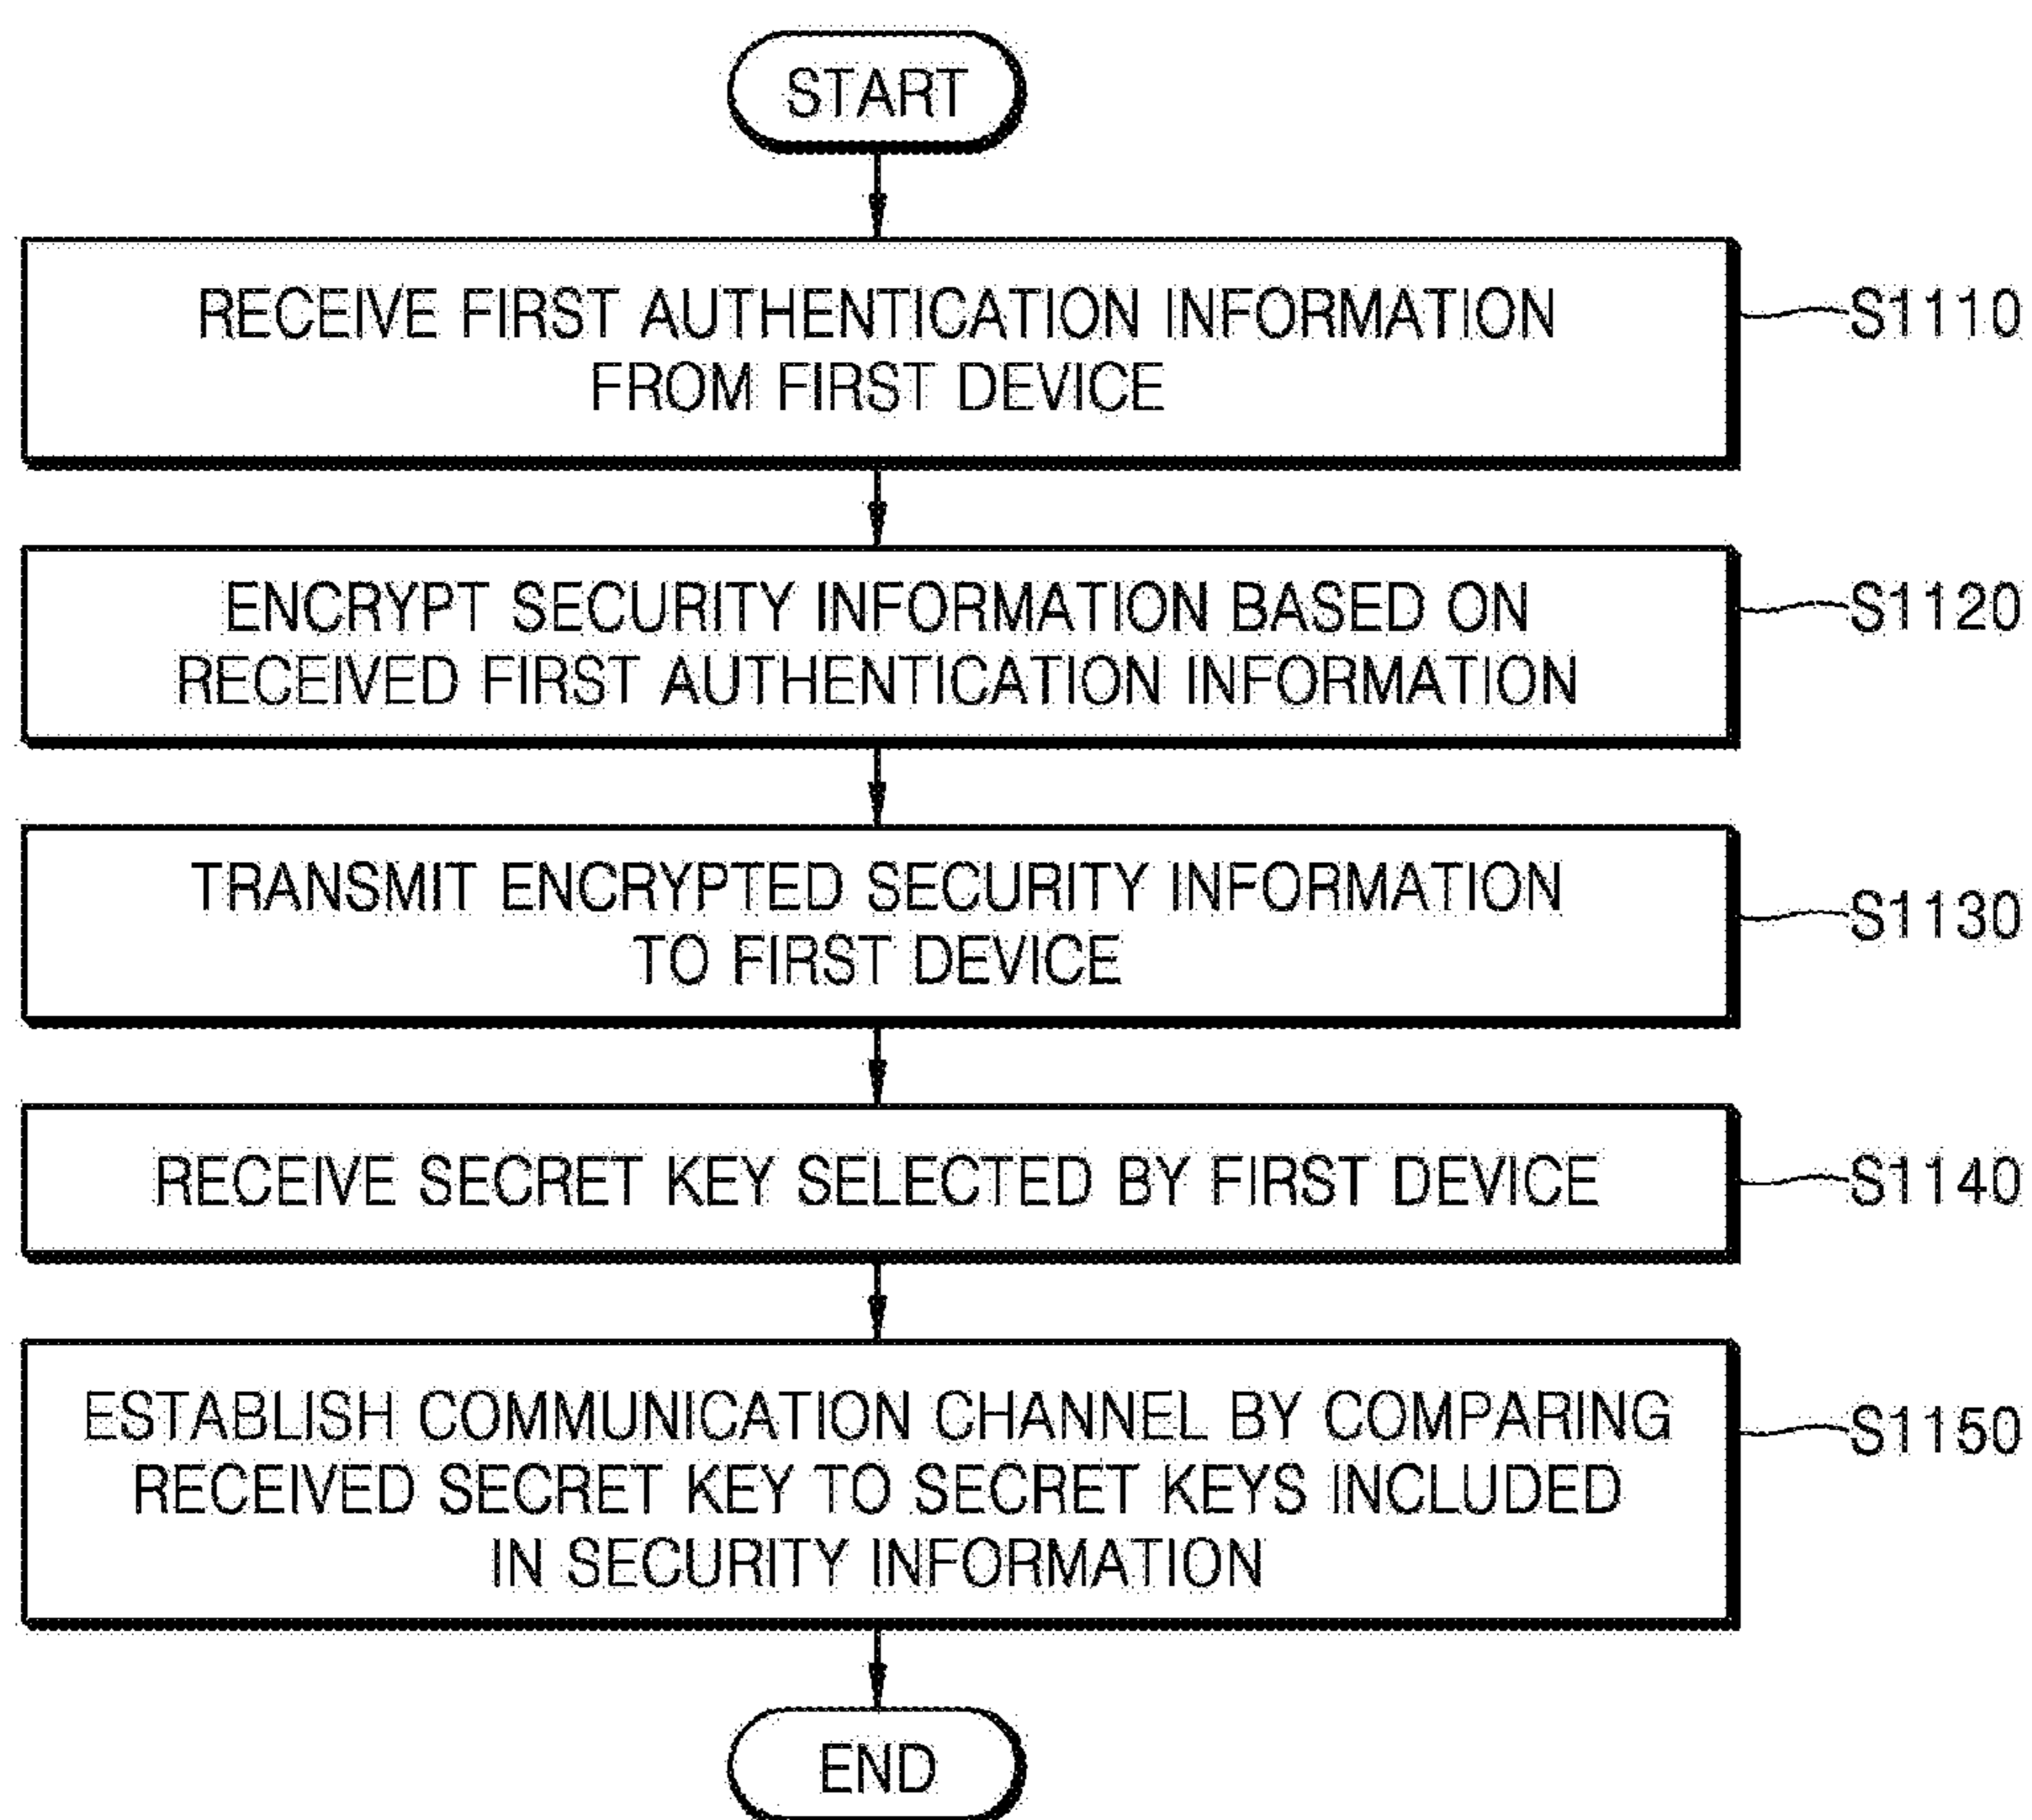 START
RECEIVE FIRST AUTHENTICATION INFORMATION
FROM FIRST DEVICE
S1110
ENCRYPT SECURITY INFORMATION BASED ON
RECEIVED FIRST AUTHENTICATION INFORMATION
S1120
TRANSMIT ENCRYPTED SECURITY INFORMATION
TO FIRST DEVICE
S1130
RECEIVE SECRET KEY SELECTED BY FIRST DEVICE
S1140
ESTABLISH COMMUNICATION CHANNEL BY COMPARING
RECEIVED SECRET KEY TO SECRET KEYS INCLUDED
IN SECURITY INFORMATION
S1150
END